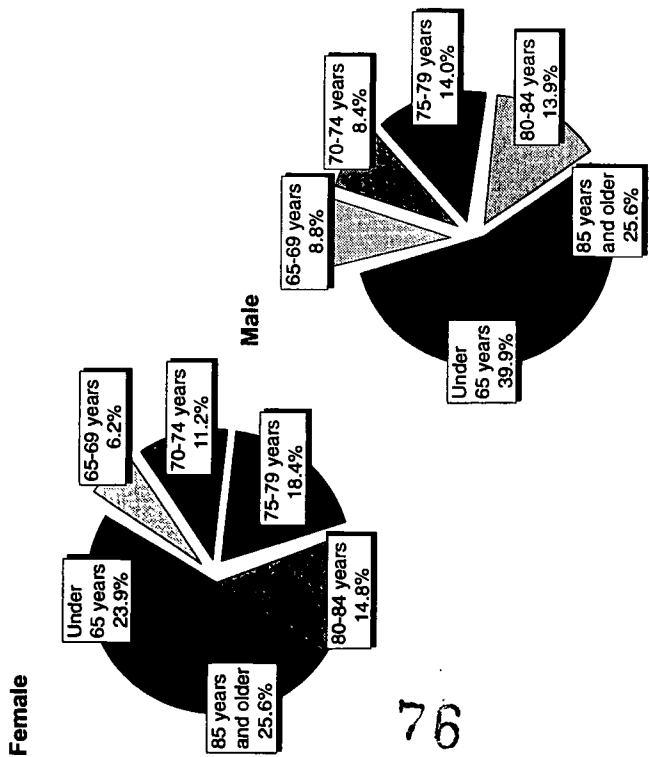 Female
Under
65 years
23.9%
65-69 years
6.2%
70-74 years
11.2%
75-79 years
18.4%
80-84 years
14.8%
85 years
and older
25.6%
Male
65-69 years
8.8%
70-74 years
8.4%
75-79 years
14.0%
80-84 years
13.9%
85 years
and older
25.6%
Under
65 years
39.9%
76